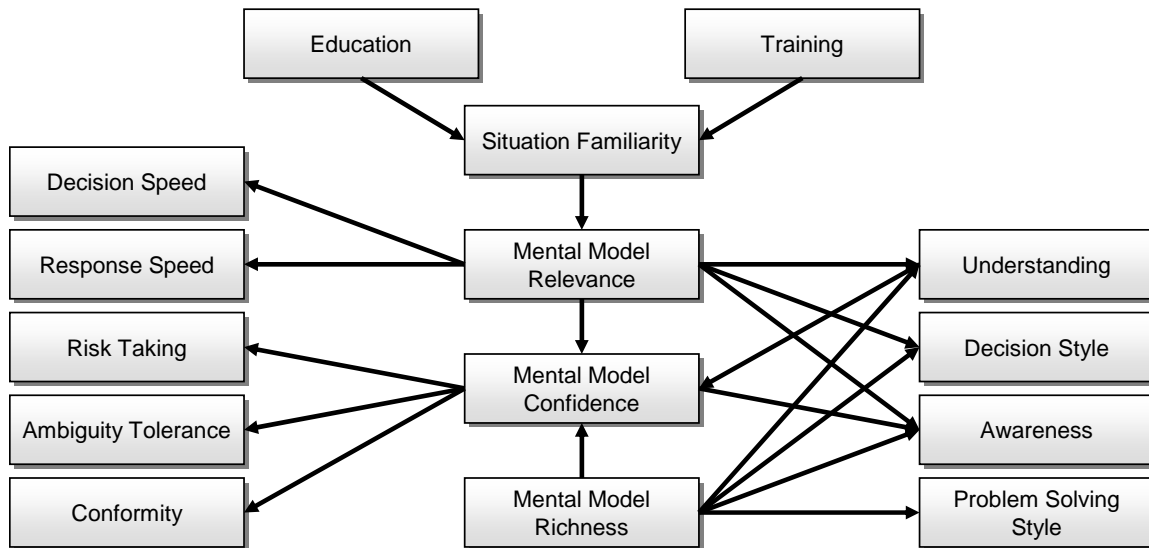 Education
Training
Situation Familiarity
Decision Speed
Response Speed
Risk Taking
Ambiguity Tolerance
Conformity
Mental Model
Relevance
Mental Model
Confidence
Mental Model
Richness
Understanding
Decision Style
Awareness
Problem Solving
Style